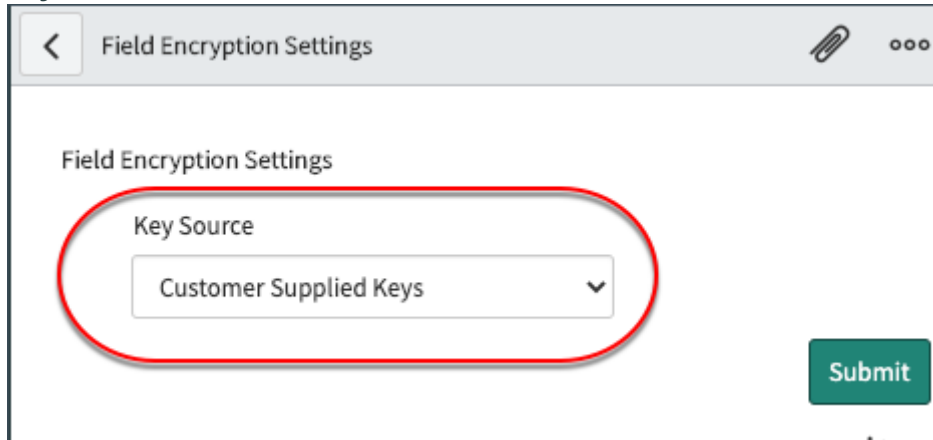 Field Encryption Settings
Field Encryption Settings
Key Source
Customer Supplied Keys
Submit